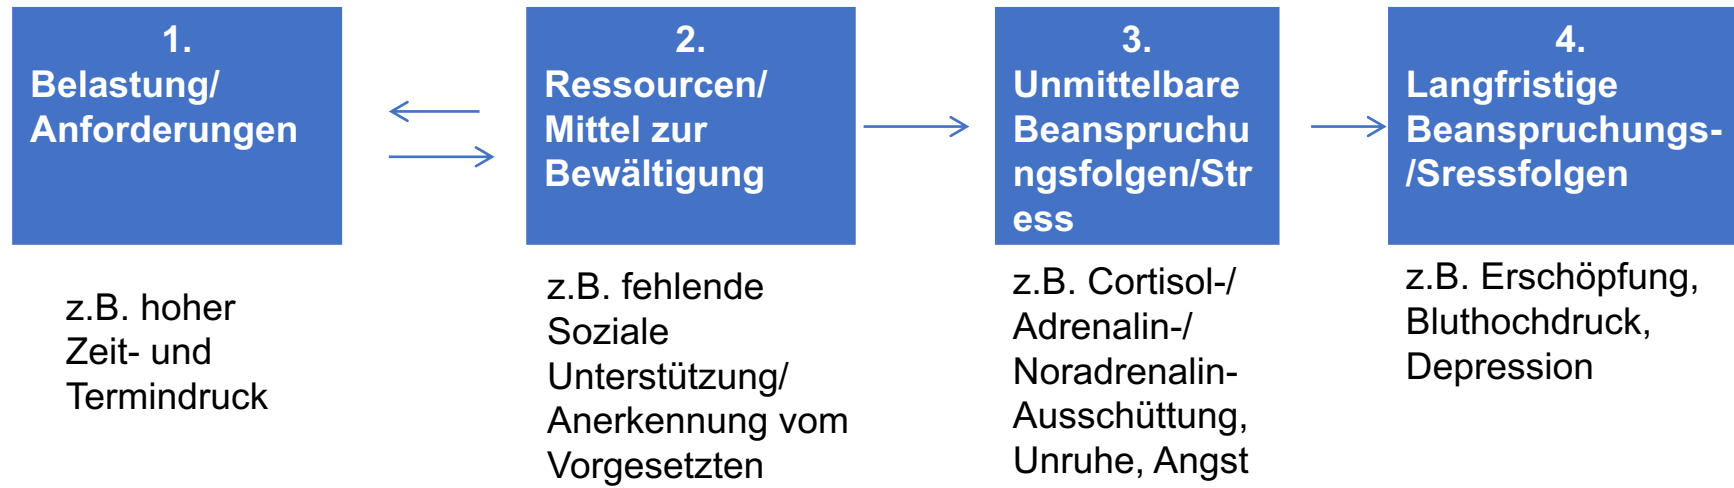 1.
Belastung/
Anforderungen
z.B. hoher
Zeit- und
Termindruck
2.
Ressourcen/
Mittel zur
Bewältigung
z.B. fehlende
Soziale
Unterstützung/
Anerkennung vom
Vorgesetzten
3.
Unmittelbare
Beanspruchu
ngsfolgen/Str
ess
z.B. Cortisol-/
Adrenalin-/
Noradrenalin-
Ausschüttung,
Unruhe, Angst
4.
Langfristige
Beanspruchungs-
/Sressfolgen
z.B. Erschöpfung,
Bluthochdruck,
Depression